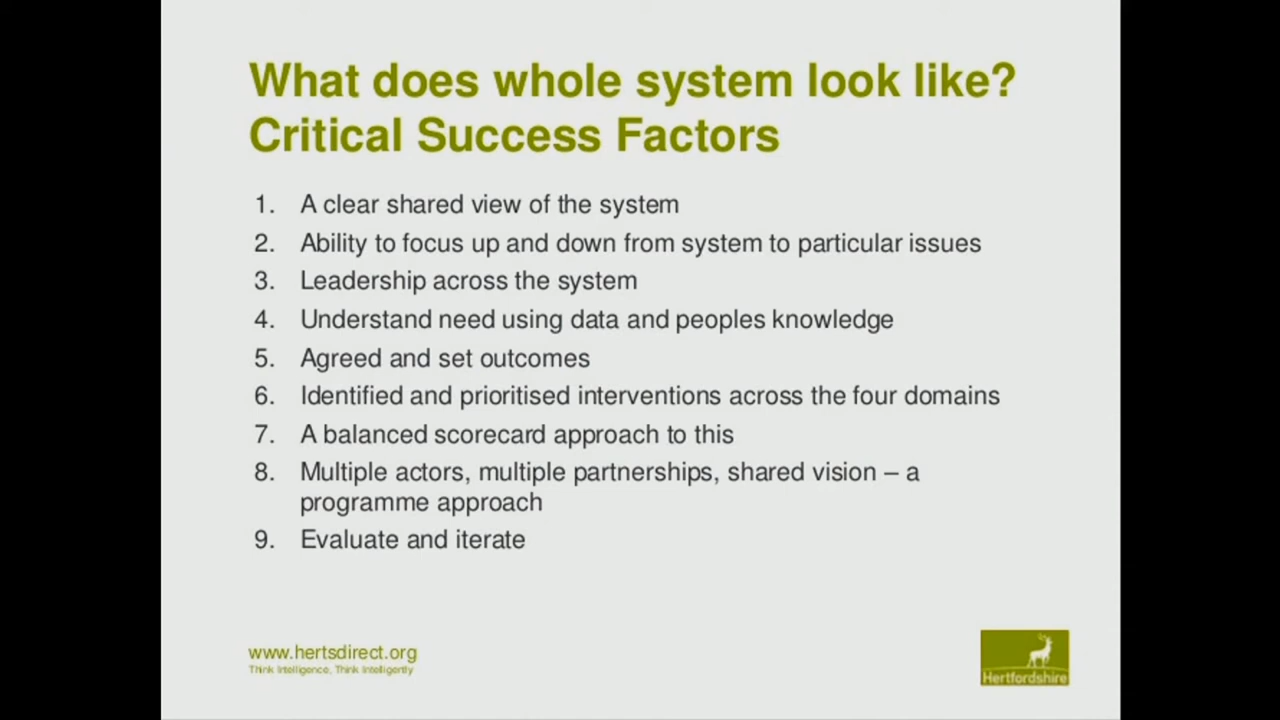 What does whole system look like?
Critical Success Factors
1. A clear shared view of the system
2. Ability to focus up and down from system to particular issues
3. Leadership across the system
4. Understand need using data and peoples knowledge
5. Agreed and set outcomes
6. Identified and prioritised interventions across the four domains
7. A balanced scorecard approach to this
8. Multiple actors, multiple partnerships, shared vision – a
programme approach
9. Evaluate and iterate
www.hertsdirect.org
Think Intelligence, Think Intelligently
Hertfordshire